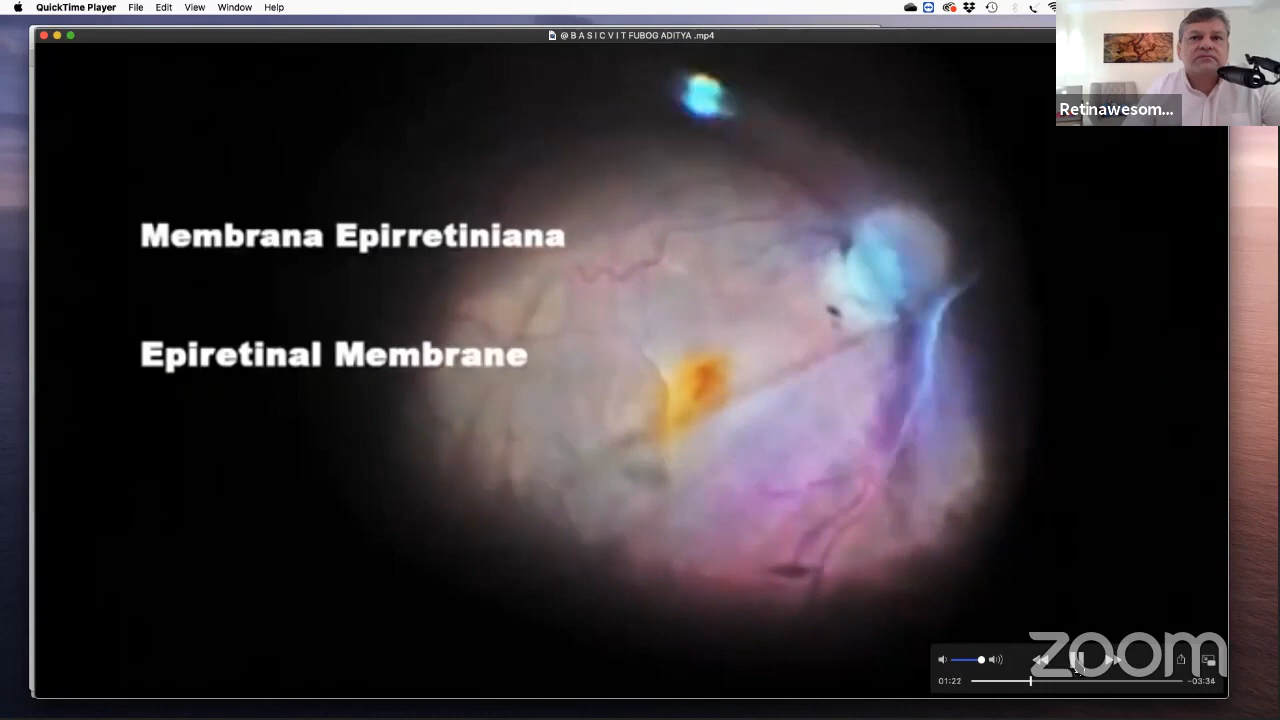 QuickTime Player File Edit View Window Help
@ B A S I C V I T FUBOG ADITYA .mp4
Retinawesom...
Membrana Epirretiniana
Epiretinal Membrane
zoom
01:22
-03:34